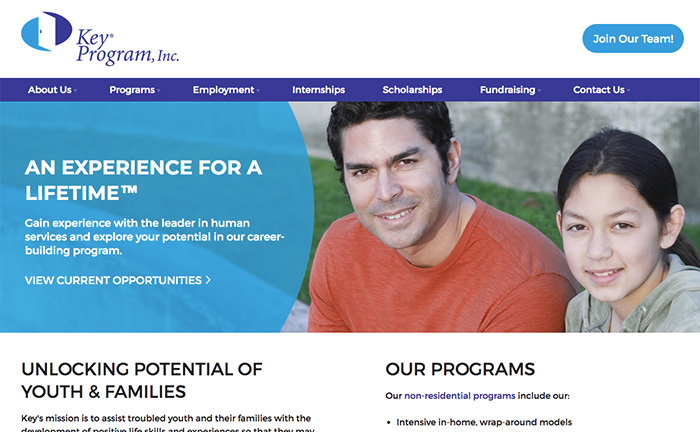 Key®
Program, Inc.
Join Our Team!
About Us
Programs
Employment
Internships
Scholarships
Fundraising
Contact Us
AN EXPERIENCE FOR A
LIFETIME™
Gain experience with the leader in human
services and explore your potential in our career-
building program.
VIEW CURRENT OPPORTUNITIES >
UNLOCKING POTENTIAL OF
YOUTH & FAMILIES
Key's mission is to assist troubled youth and their families with the
development of positive life skills and experiences so that they may
OUR PROGRAMS
Our non-residential programs include our:
• Intensive in-home, wrap-around models